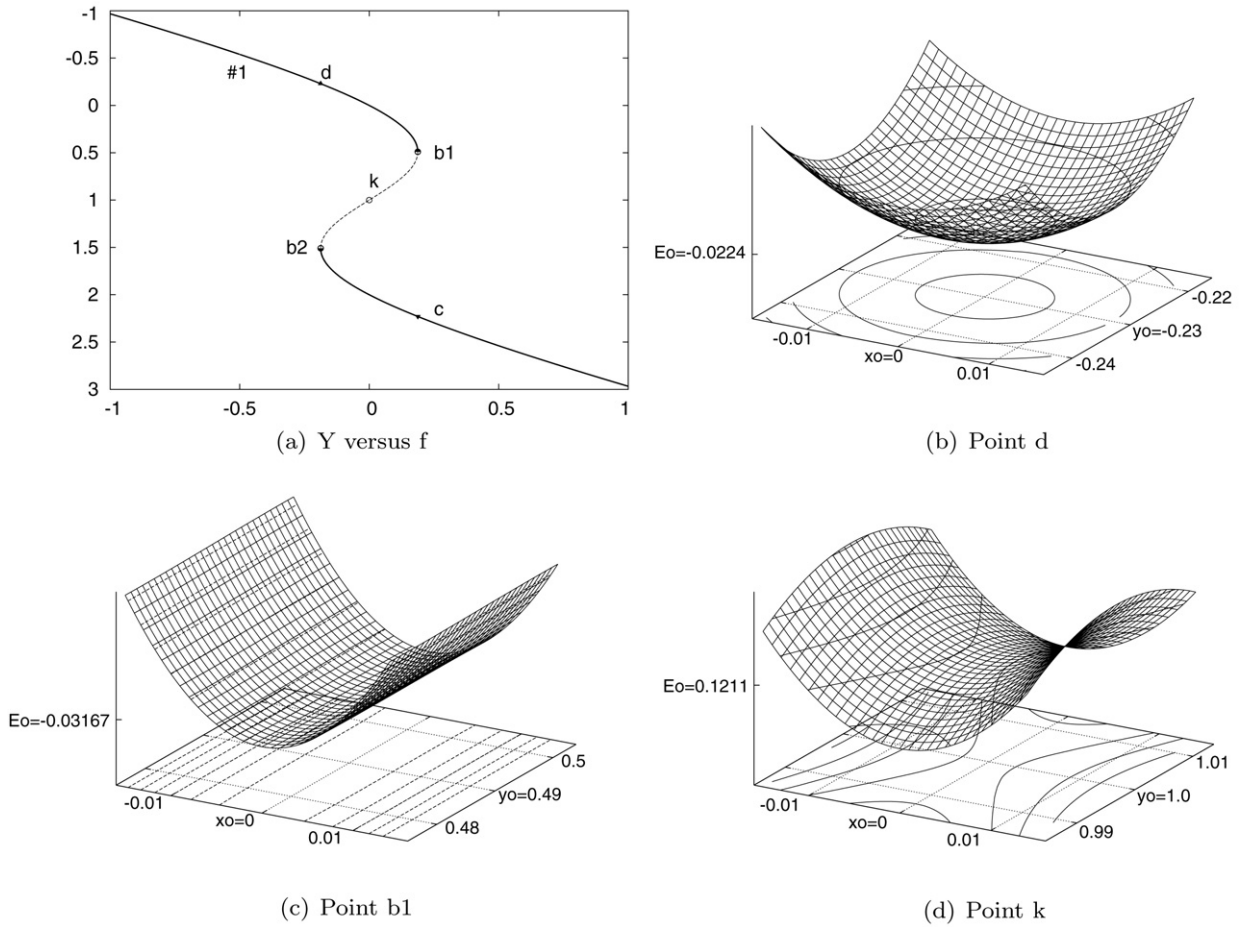 -1
-0.5
0
0.5
1
1.5
2
2.5
3
#1
d
b1
k
b2
c
-1
-0.5
0
0.5
1
(a) Y versus f
Eo=-0.0224
-0.01
xo=0
0.01
-0.24
yo=-0.23
-0.22
(b) Point d
Eo=-0.03167
-0.01
xo=0
0.01
0.48
yo=0.49
0.5
(c) Point b1
Eo=0.1211
-0.01
xo=0
0.01
0.99
yo=1.0
1.01
(d) Point k